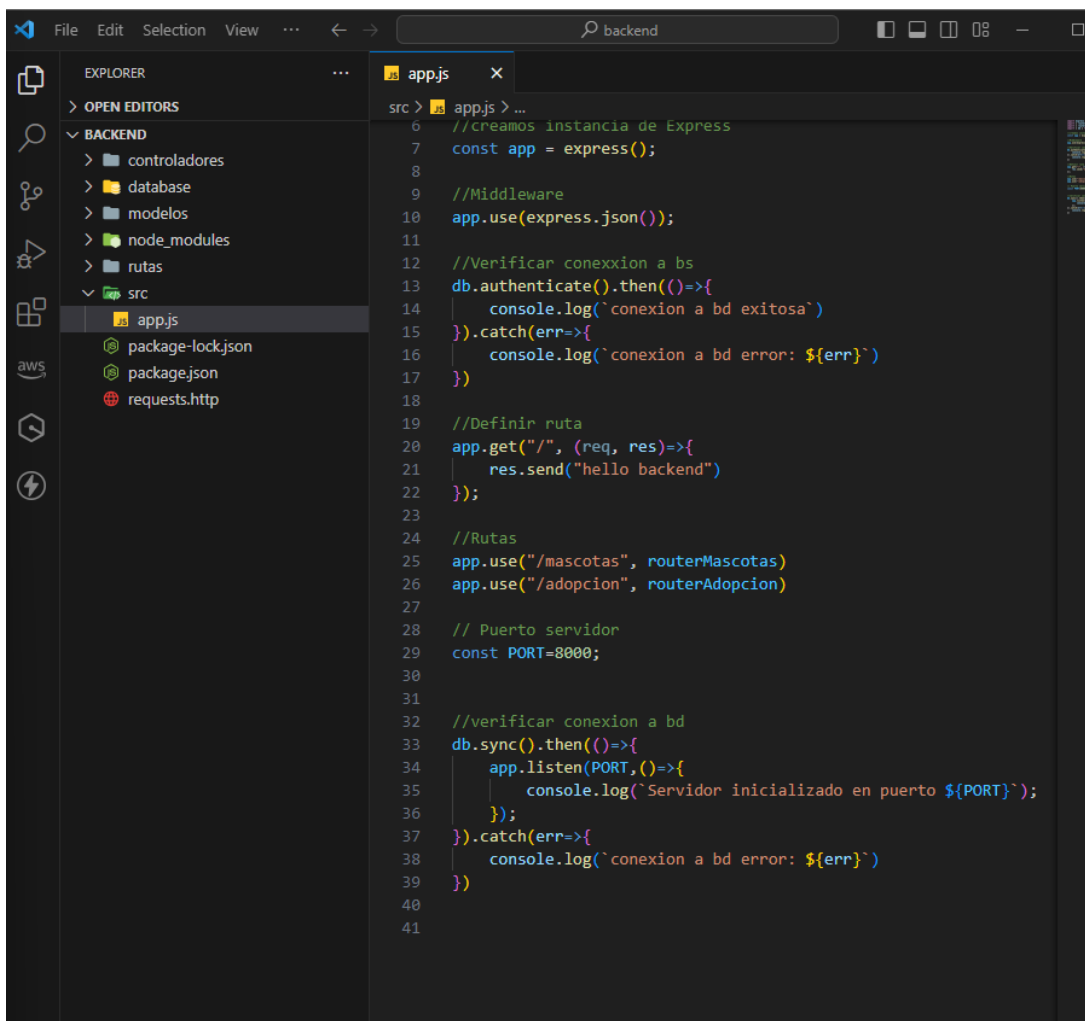 File Edit Selection View ··· ← → backend
EXPLORER ···
> OPEN EDITORS
BACKEND
> controladores
> database
> modelos
> node_modules
> rutas
src
JS app.js
package-lock.json
package.json
requests.http
aws
JS app.js ×
src > JS app.js > ...
6 //creamos instancia de Express
7 const app = express();
8
9 //Middleware
10 app.use(express.json());
11
12 //Verificar conexxion a bs
13 db.authenticate().then(()=>{
14 console.log(`conexion a bd exitosa`)
15 }).catch(err=>{
16 console.log(`conexion a bd error: ${err}`)
17 })
18
19 //Definir ruta
20 app.get("/", (req, res)=>{
21 res.send("hello backend")
22 });
23
24 //Rutas
25 app.use("/mascotas", routerMascotas)
26 app.use("/adopcion", routerAdopcion)
27
28 // Puerto servidor
29 const PORT=8000;
30
31
32 //verificar conexion a bd
33 db.sync().then(()=>{
34 app.listen(PORT,()=>{
35 console.log(`Servidor inicializado en puerto ${PORT}`);
36 });
37 }).catch(err=>{
38 console.log(`conexion a bd error: ${err}`)
39 })
40
41